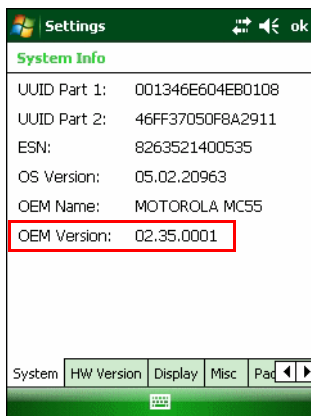 Settings ok
System Info
UUID Part 1: 001346E604EB0108
UUID Part 2: 46FF37050F8A2911
ESN: 8263521400535
OS Version: 05.02.20963
OEM Name: MOTOROLA MC55
OEM Version: 02.35.0001
System HW Version Display Misc